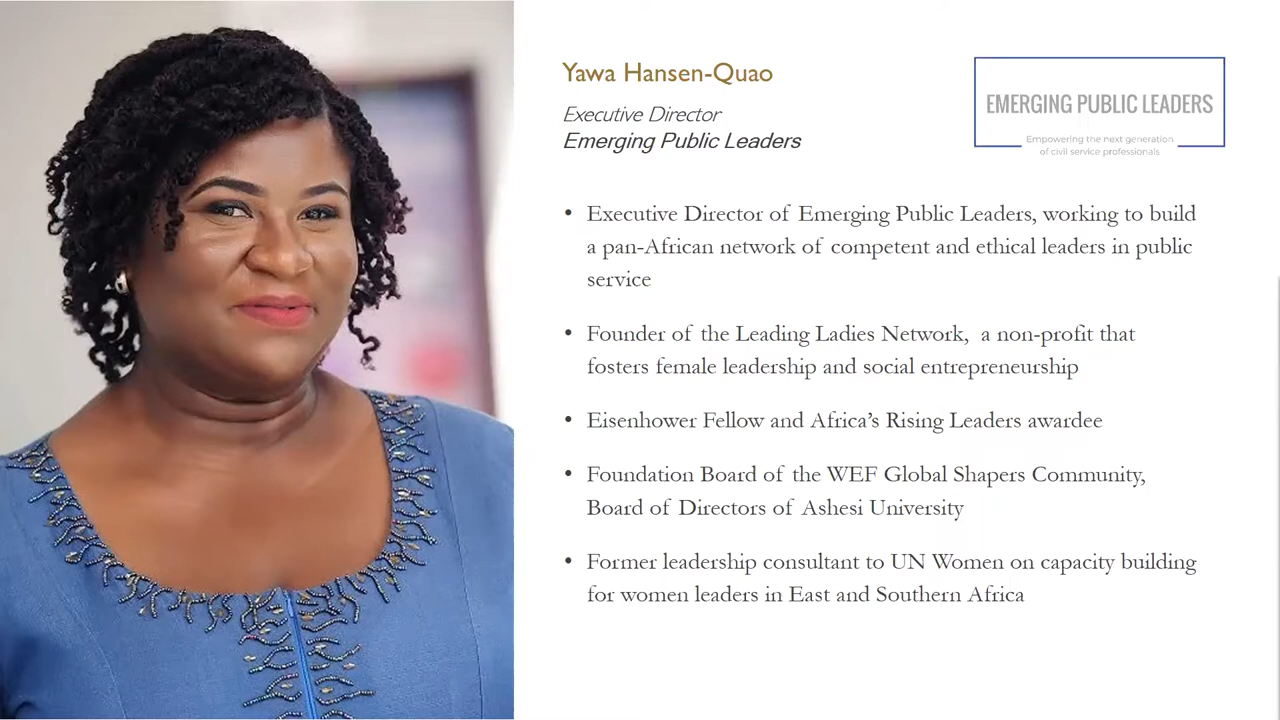 Yawa Hansen-Quao
Executive Director
Emerging Public Leaders
EMERGING PUBLIC LEADERS
Empowering the next generation
of civil service professionals
• Executive Director of Emerging Public Leaders, working to build
a pan-African network of competent and ethical leaders in public
service
• Founder of the Leading Ladies Network, a non-profit that
fosters female leadership and social entrepreneurship
• Eisenhower Fellow and Africa’s Rising Leaders awardee
• Foundation Board of the WEF Global Shapers Community,
Board of Directors of Ashesi University
• Former leadership consultant to UN Women on capacity building
for women leaders in East and Southern Africa